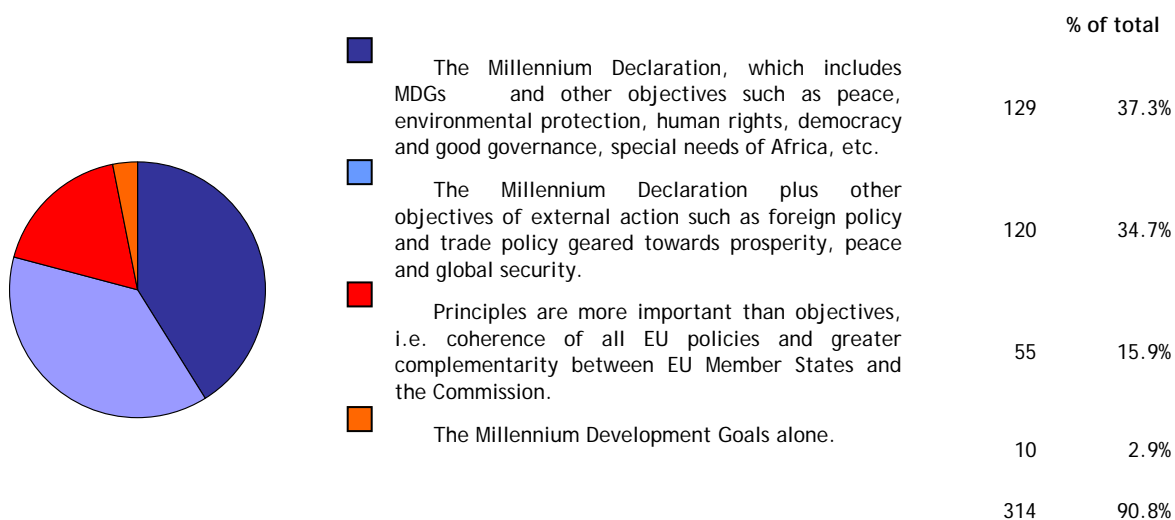 % of total
The Millennium Declaration, which includes
MDGs and other objectives such as peace,
environmental protection, human rights, democracy
and good governance, special needs of Africa, etc.
129 37.3%
The Millennium Declaration plus other
objectives of external action such as foreign policy
and trade policy geared towards prosperity, peace
and global security.
120 34.7%
Principles are more important than objectives,
i.e. coherence of all EU policies and greater
complementarity between EU Member States and
the Commission.
55 15.9%
The Millennium Development Goals alone.
10 2.9%
314 90.8%